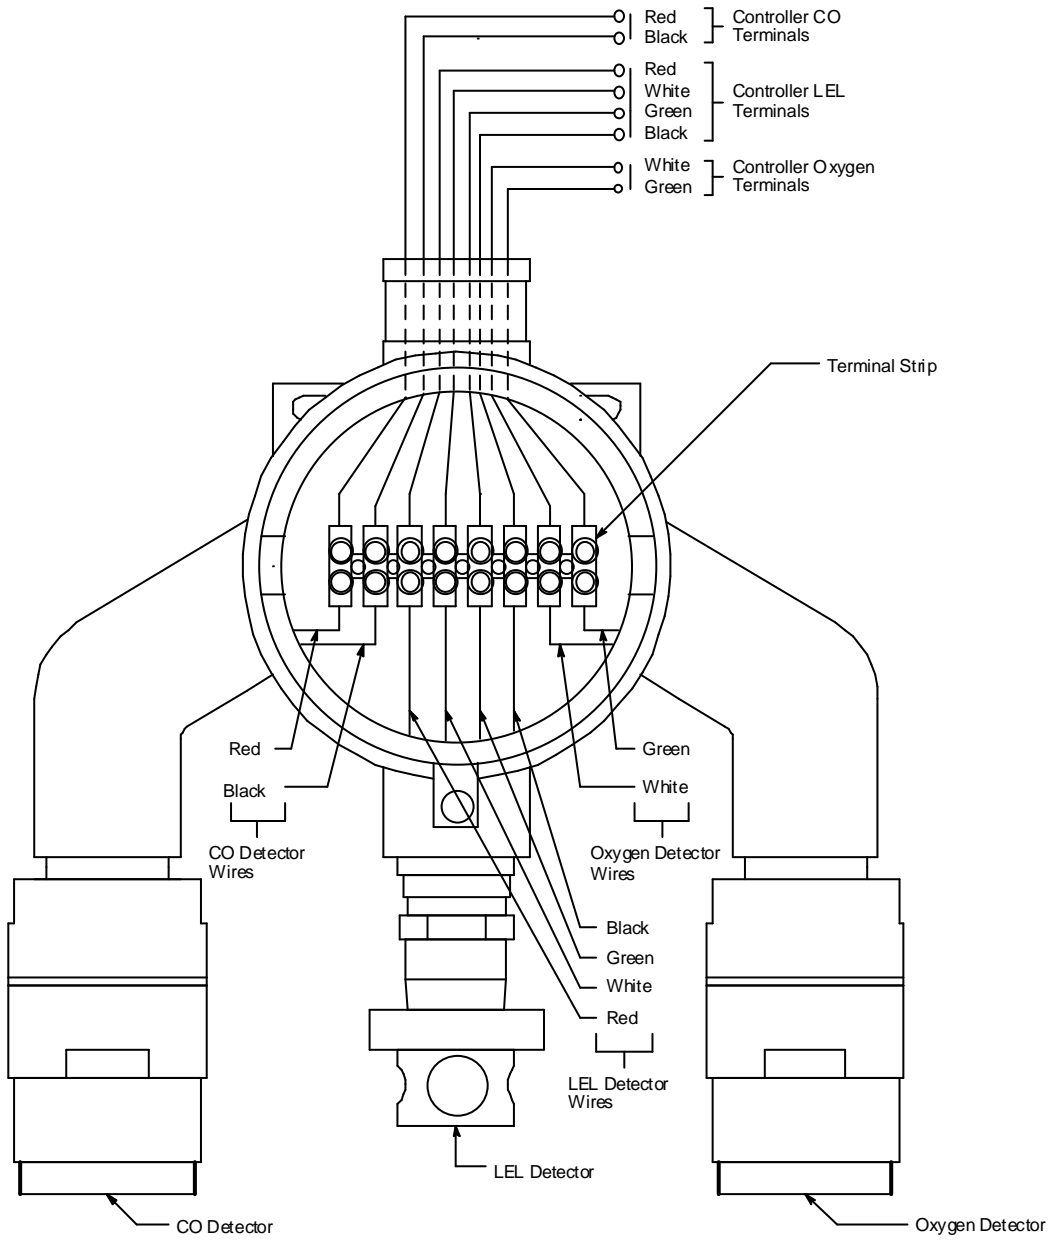 Red
Black
Controller CO
Terminals
Red
White
Green
Black
Controller LEL
Terminals
White
Green
Controller Oxygen
Terminals
Terminal Strip
Red
Black
CO Detector
Wires
Green
White
Oxygen Detector
Wires
Black
Green
White
Red
LEL Detector
Wires
LEL Detector
CO Detector
Oxygen Detector